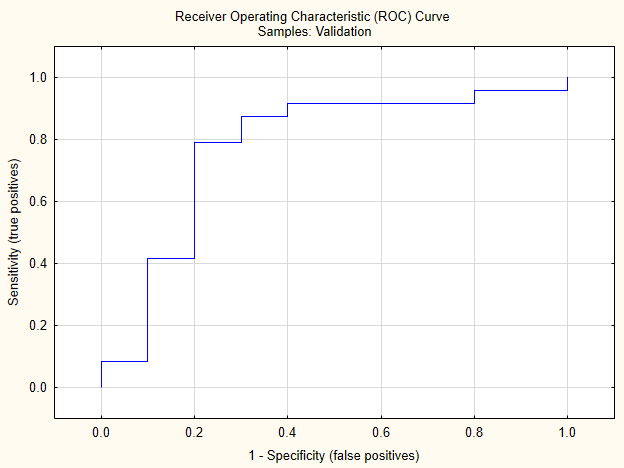 Receiver Operating Characteristic (ROC) Curve
Samples: Validation
1.0
0.8
0.6
0.4
0.2
0.0
Sensitivity (true positives)
0.0 0.2 0.4 0.6 0.8 1.0
1 - Specificity (false positives)